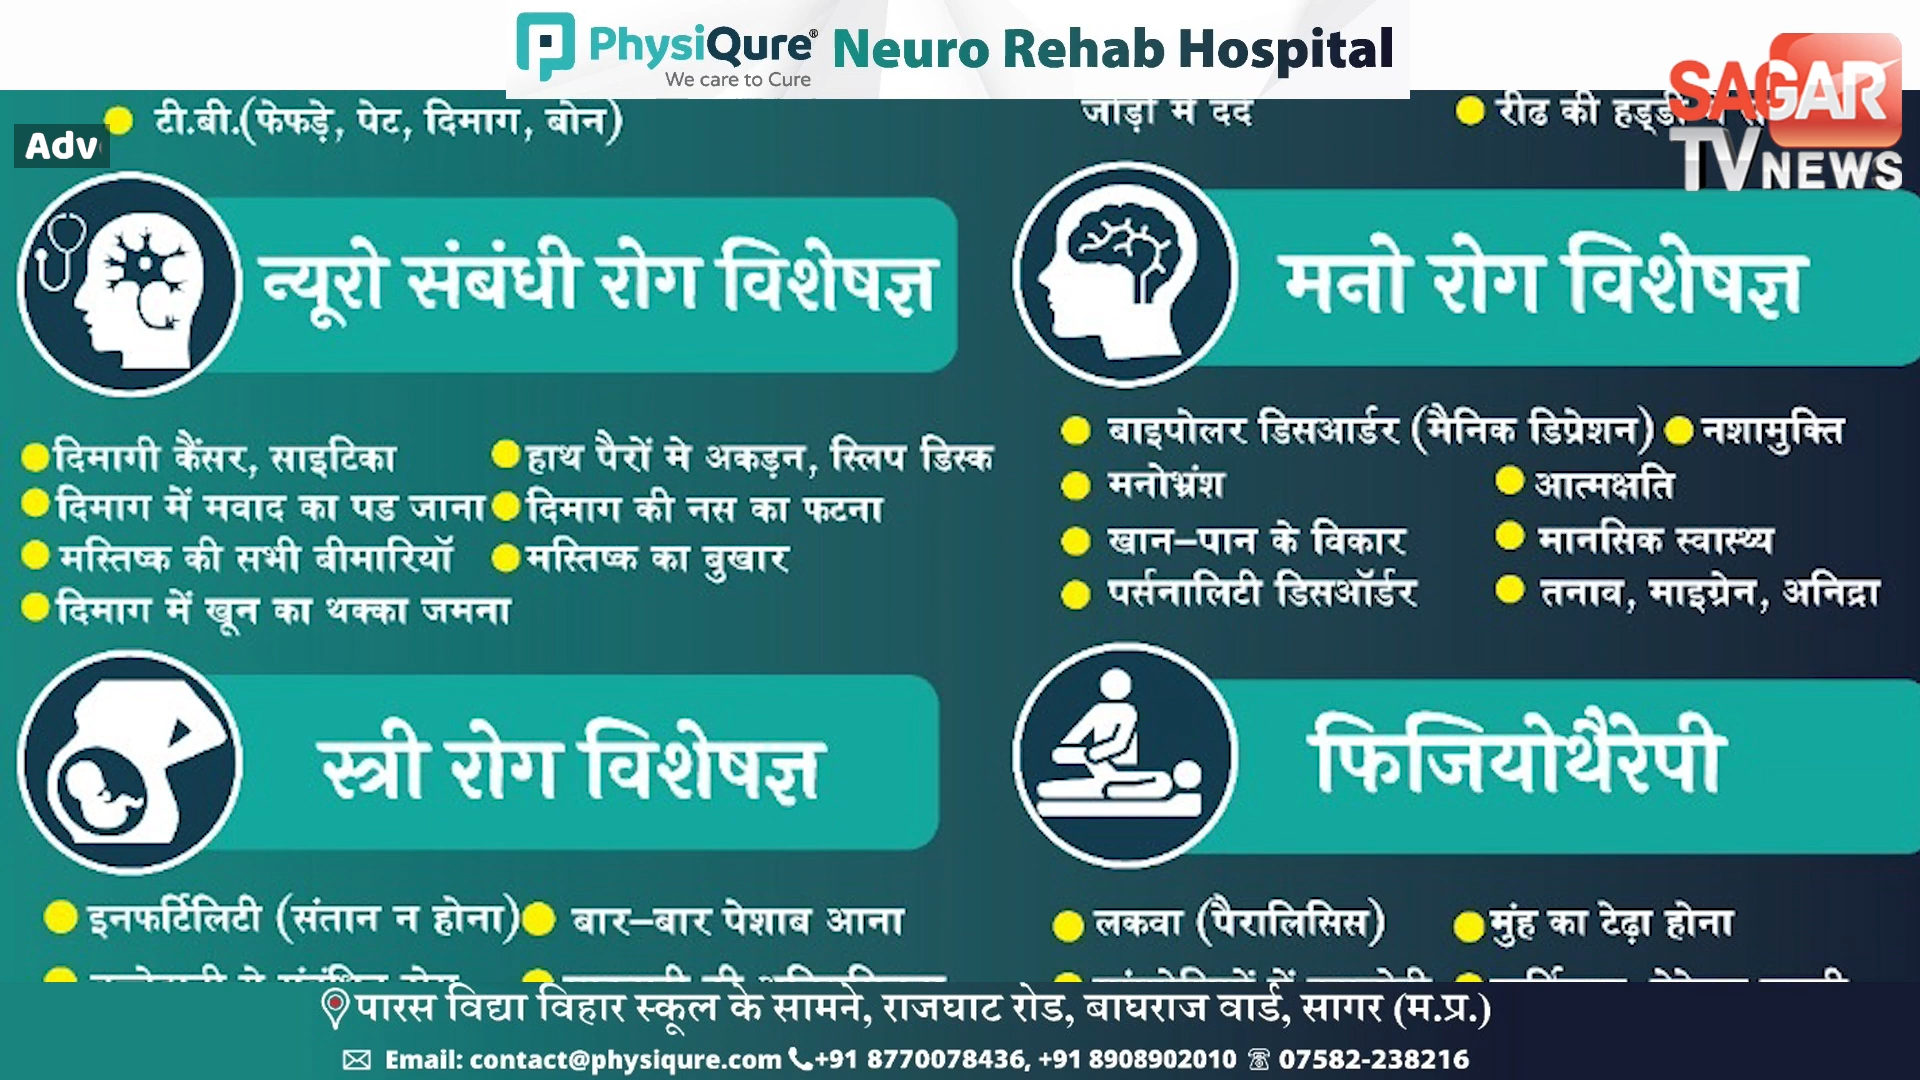 PhysiQure® Neuro Rehab Hospital
We care to Cure
SAGAR
TV NEWS
Adv
टी.बी.(फेफड़े, पेट, दिमाग, बोन)
जोड़ों में दर्द
रीढ की हड्डी
न्यूरो संबंधी रोग विशेषज्ञ
दिमागी कैंसर, साइटिका
हाथ पैरों मे अकड़न, स्लिप डिस्क
दिमाग में मवाद का पड जाना
दिमाग की नस का फटना
मस्तिष्क की सभी बीमारियॉ
मस्तिष्क का बुखार
दिमाग में खून का थक्का जमना
मनो रोग विशेषज्ञ
बाइपोलर डिसआर्डर (मैनिक डिप्रेशन)
नशामुक्ति
मनोभ्रंश
आत्मक्षति
खान-पान के विकार
मानसिक स्वास्थ्य
पर्सनालिटी डिसऑर्डर
तनाव, माइग्रेन, अनिद्रा
स्त्री रोग विशेषज्ञ
इनफर्टिलिटी (संतान न होना)
बार-बार पेशाब आना
फिजियोथैरेपी
लकवा (पैरालिसिस)
मुंह का टेढ़ा होना
पारस विद्या विहार स्कूल के सामने, राजघाट रोड, बाघराज वार्ड, सागर (म.प्र.)
Email: contact@physiqure.com +91 8770078436, +91 8908902010 07582-238216